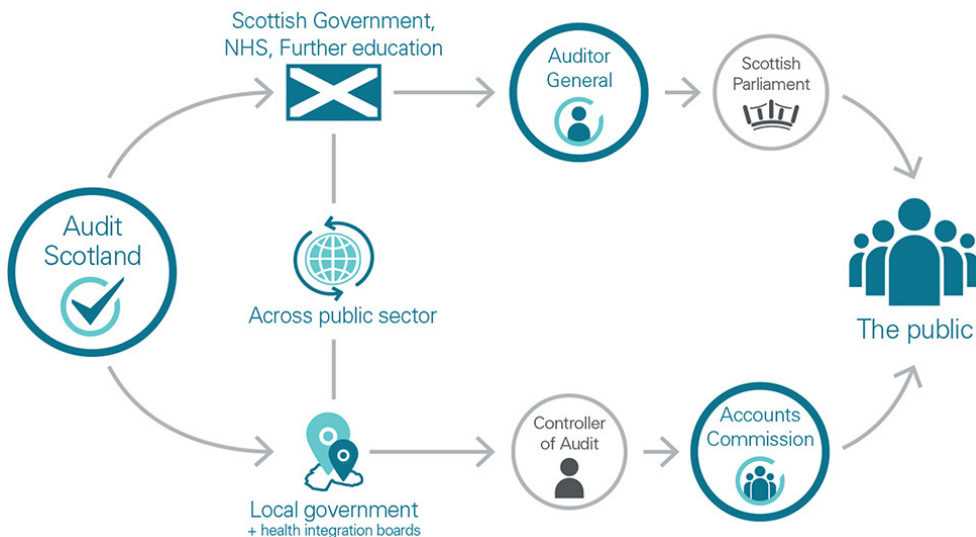 Scottish Government,
NHS, Further education
Auditor
General
Scottish
Parliament
Audit
Scotland
Across public sector
The public
Controller
of Audit
Accounts
Commission
Local government
+ health integration boards